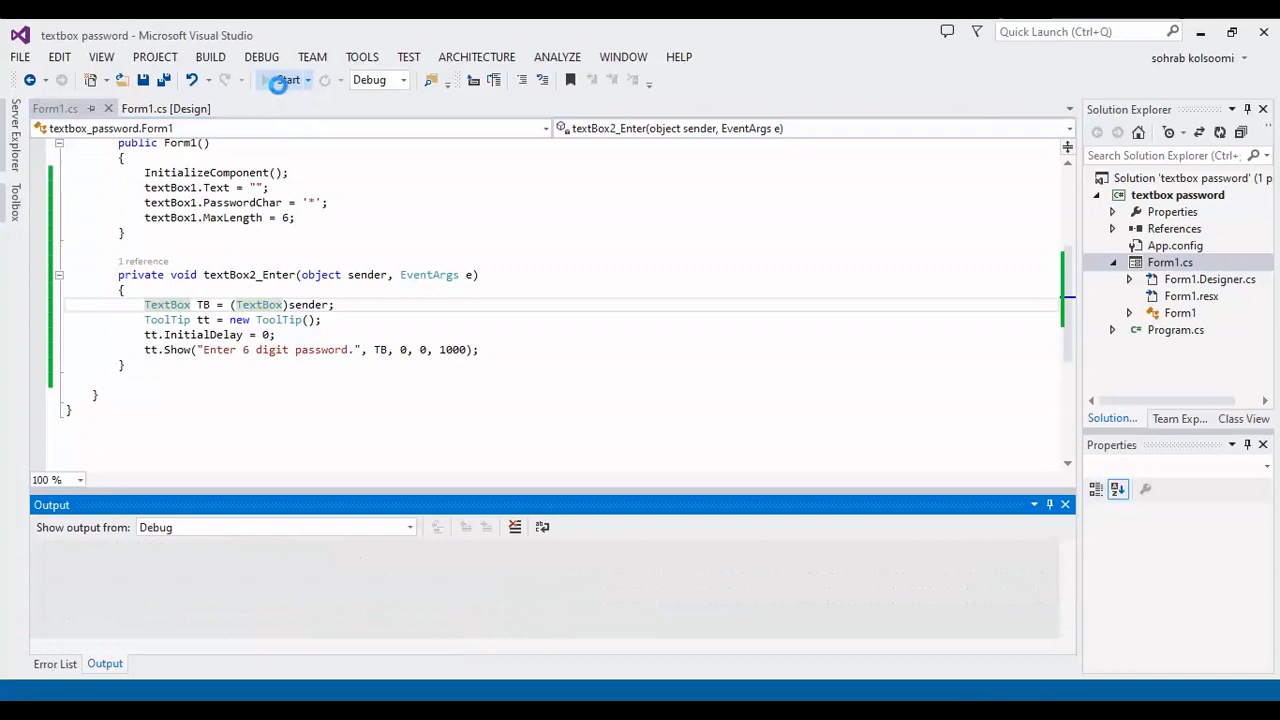 textbox password - Microsoft Visual Studio
Quick Launch (Ctrl+Q)
FILE EDIT VIEW PROJECT BUILD DEBUG TEAM TOOLS TEST ARCHITECTURE ANALYZE WINDOW HELP
sohrab kolsoomi
Start Debug
Form1.cs Form1.cs [Design]
textbox_password.Form1 textBox2_Enter(object sender, EventArgs e)
public Form1()
{
InitializeComponent();
textBox1.Text = "";
textBox1.PasswordChar = '*';
textBox1.MaxLength = 6;
}
1 reference
private void textBox2_Enter(object sender, EventArgs e)
{
TextBox TB = (TextBox)sender;
ToolTip tt = new ToolTip();
tt.InitialDelay = 0;
tt.Show("Enter 6 digit password.", TB, 0, 0, 1000);
}
}
}
100 %
Output
Show output from: Debug
Error List Output
Server Explorer
Toolbox
Solution Explorer
Search Solution Explorer (Ctrl+;
Solution 'textbox password' (1 p
textbox password
Properties
References
App.config
Form1.cs
Form1.Designer.cs
Form1.resx
Form1
Program.cs
Solution... Team Exp... Class View
Properties